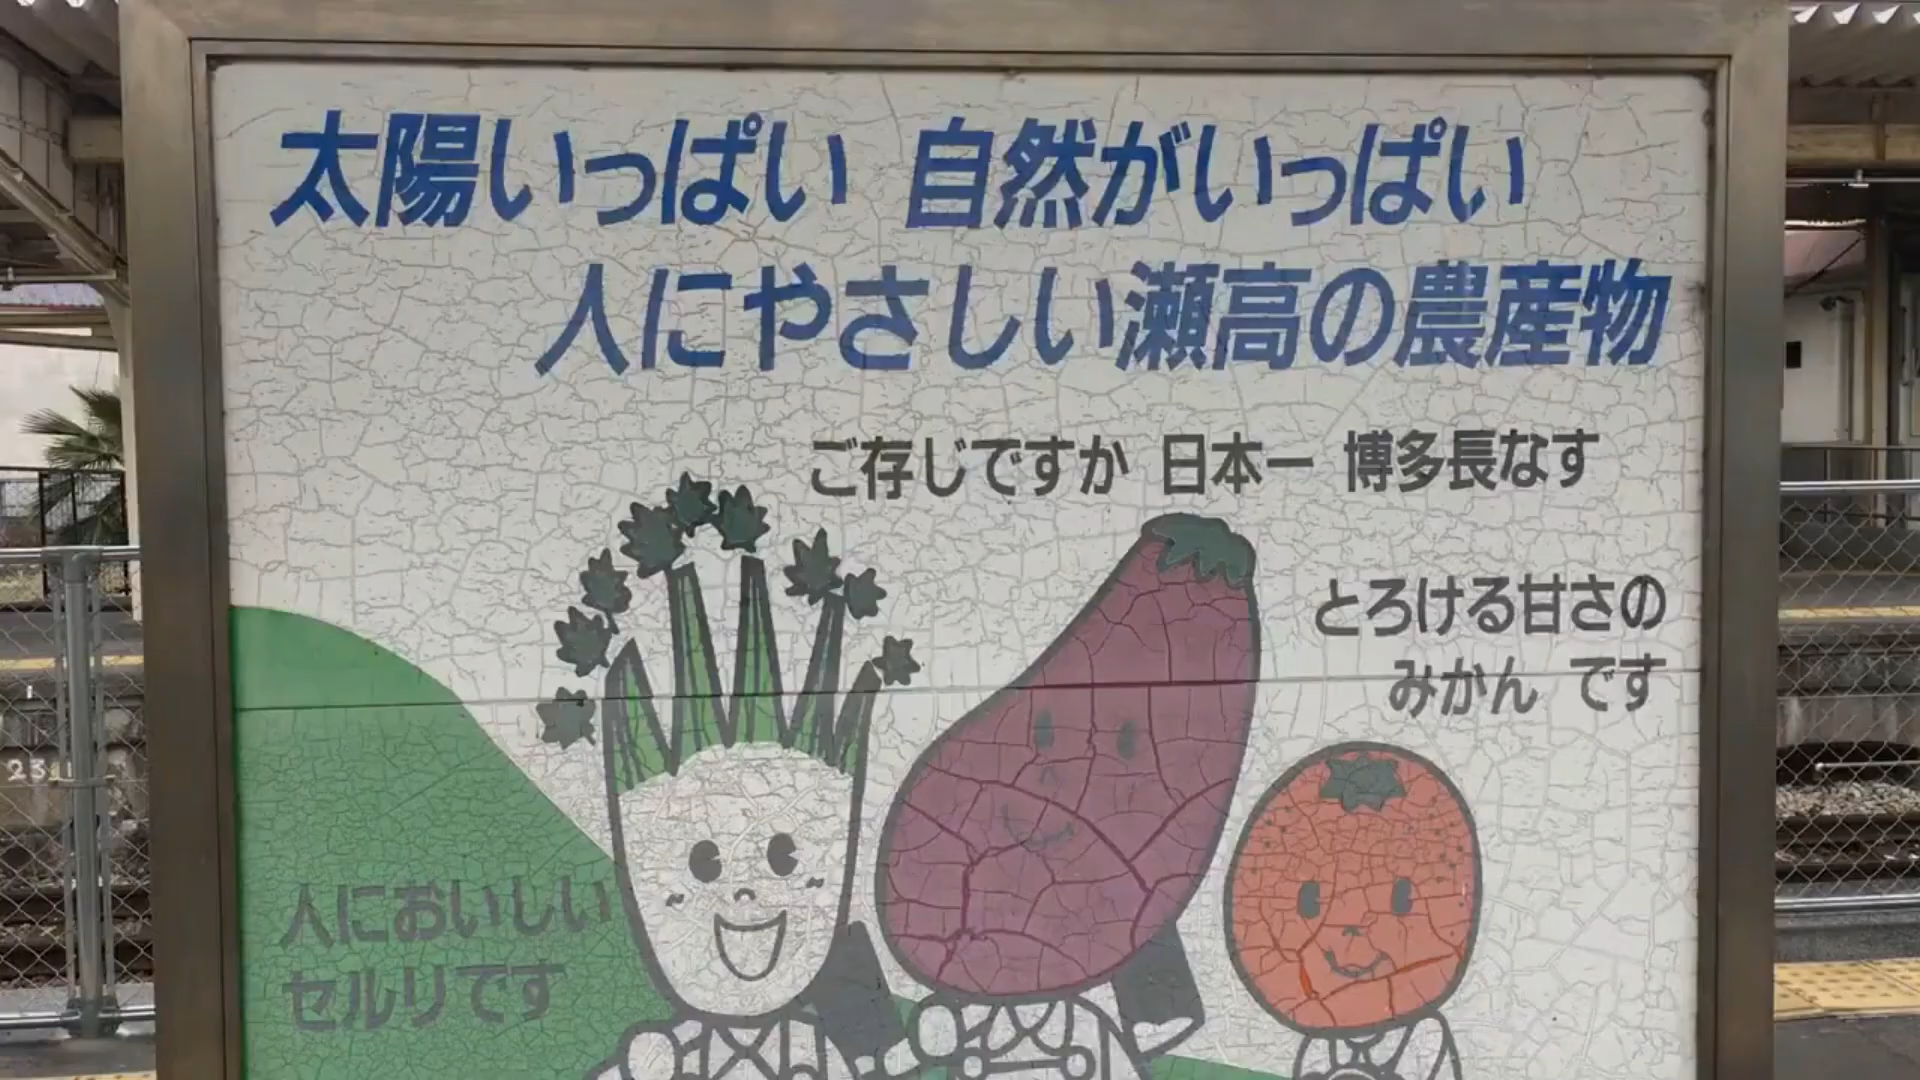 太陽いっぱい 自然がいっぱい
人にやさしい瀬高の農産物
ご存じですか 日本一 博多長なす
とろける甘さの
みかん です
人においしい
セルリです
23